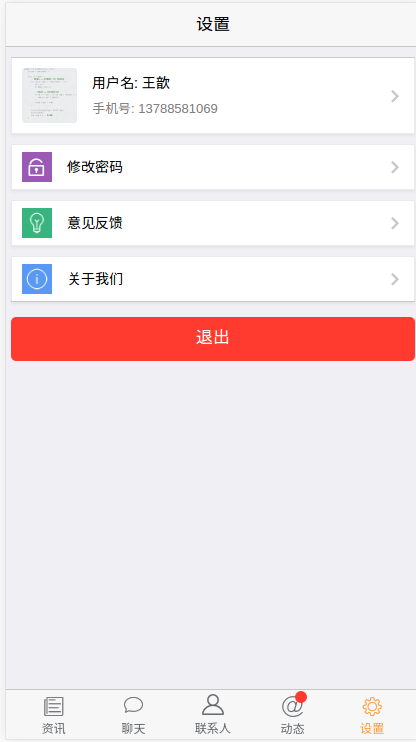 设置
用户名: 王歆
手机号: 13788581069
修改密码
意见反馈
关于我们
退出
资讯
聊天
联系人
动态
设置